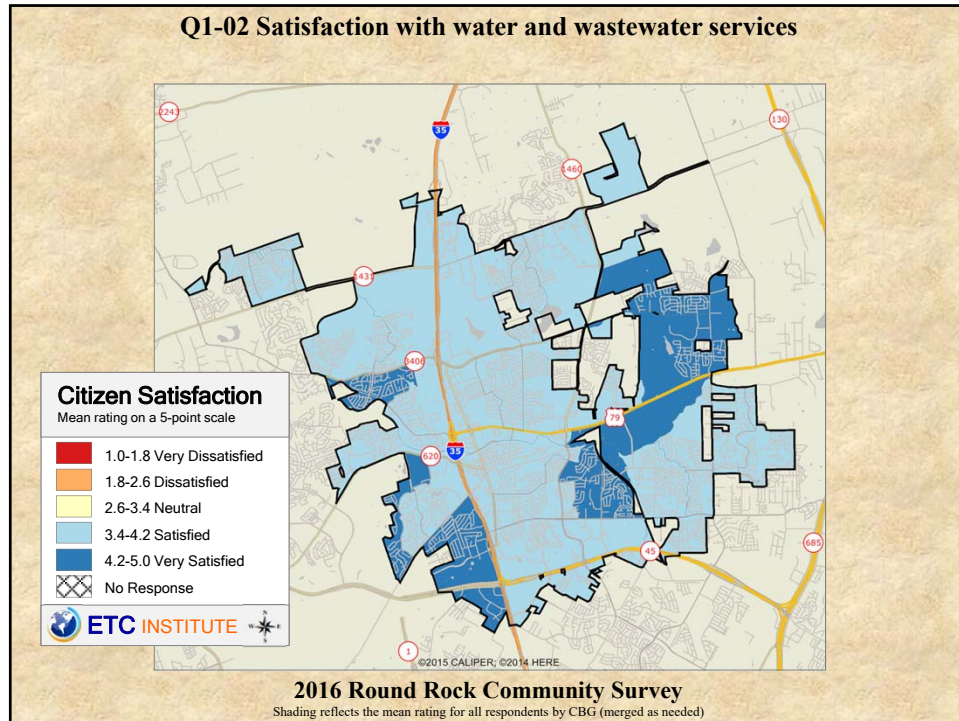 Q1-02 Satisfaction with water and wastewater services
2243
35
130
1460
1431
3406
Citizen Satisfaction
Mean rating on a 5-point scale
1.0-1.8 Very Dissatisfied
1.8-2.6 Dissatisfied
2.6-3.4 Neutral
3.4-4.2 Satisfied
4.2-5.0 Very Satisfied
No Response
ETC INSTITUTE
N
W E
S
79
620
35
45
685
1
©2015 CALIPER; ©2014 HERE
2016 Round Rock Community Survey
Shading reflects the mean rating for all respondents by CBG (merged as needed)